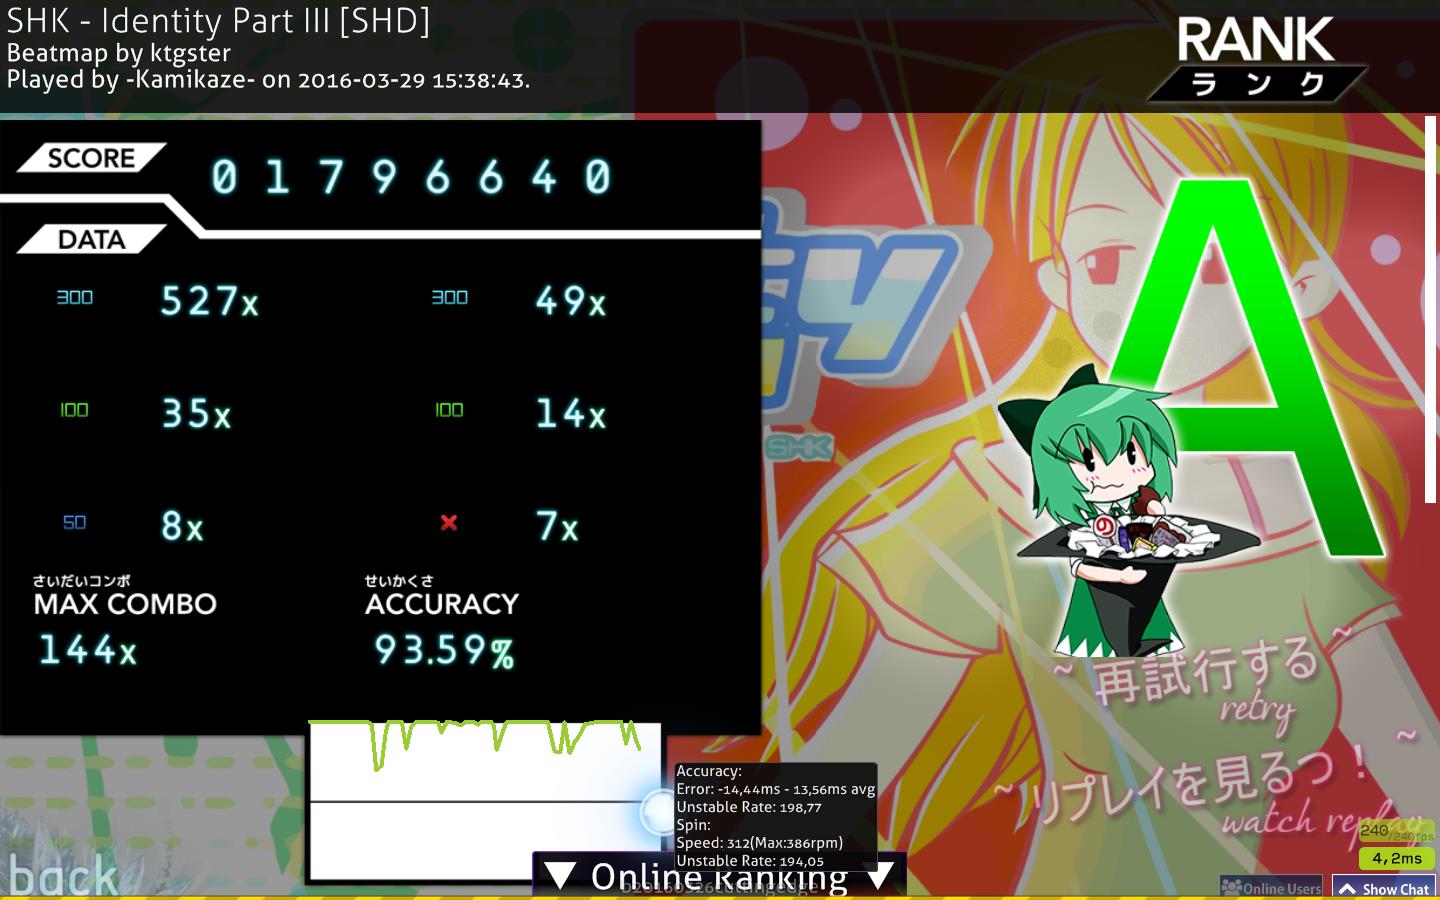 SHK - Identity Part III [SHD]
Beatmap by ktgster
Played by -Kamikaze- on 2016-03-29 15:38:43.
RANK
ランク
SCORE
01796640
DATA
300 527x 300 49x
100 35x 100 14x
50 8x 7x
さいだいコンボ せいかくさ
MAX COMBO ACCURACY
144x 93.59%
SHK
の
~ 再試行する ~
retry
~ リプレイを見るっ! ~
watch replay
Accuracy:
Error: -14,44ms - 13,56ms avg
Unstable Rate: 198,77
Spin:
Speed: 312(Max:386rpm)
Unstable Rate: 194,05
▼ Online Ranking ▼
back
240/240fps
4,2ms
Online Users
Show Chat